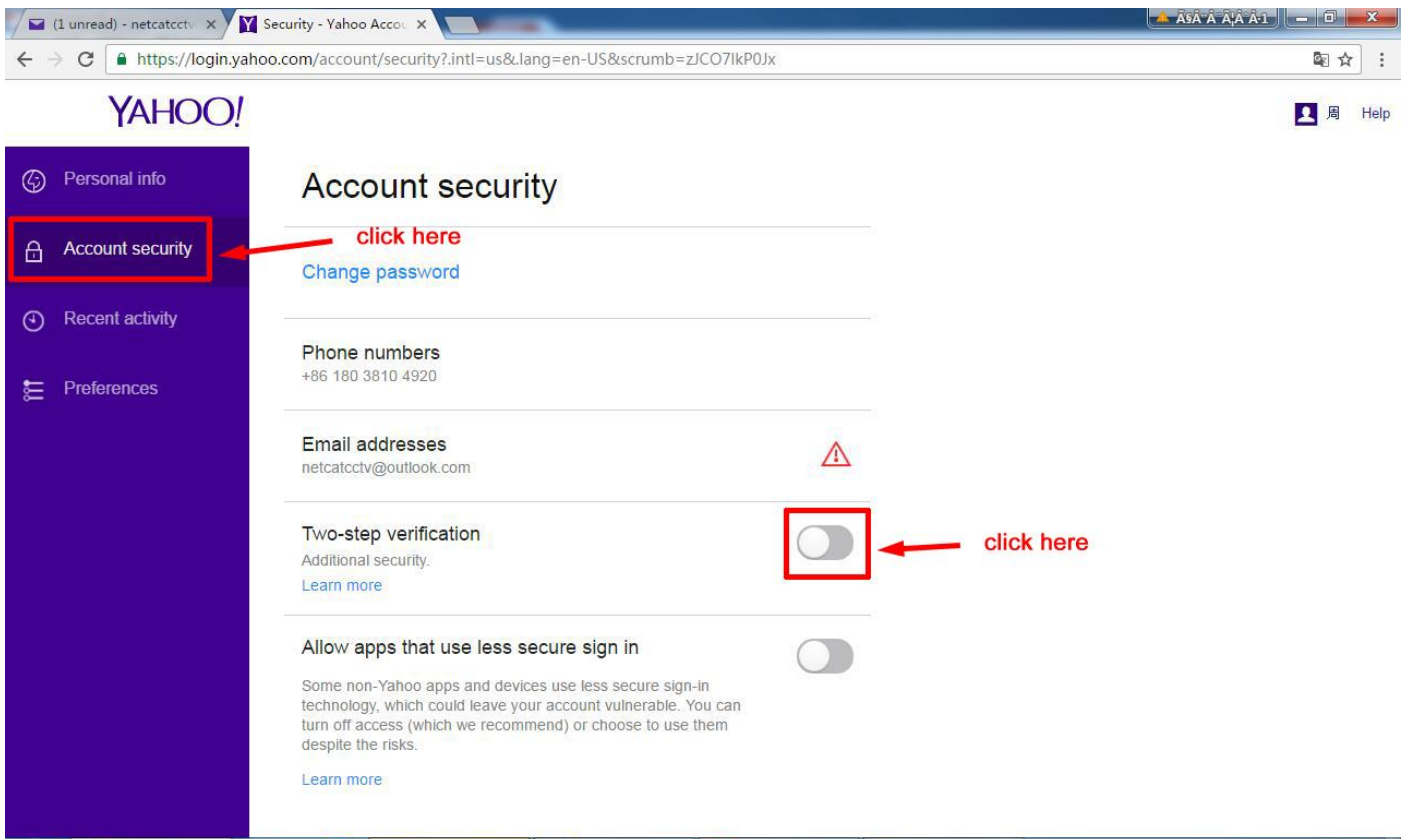 (1 unread) - netcatcctv
Security - Yahoo Accou
https://login.yahoo.com/account/security?.intl=us&.lang=en-US&scrumb=zJCO7lkP0Jx
YAHOO!
周 Help
Personal info
Account security
Recent activity
Preferences
Account security
click here
Change password
Phone numbers
+86 180 3810 4920
Email addresses
netcatcctv@outlook.com
Two-step verification
Additional security.
Learn more
click here
Allow apps that use less secure sign in
Some non-Yahoo apps and devices use less secure sign-in
technology, which could leave your account vulnerable. You can
turn off access (which we recommend) or choose to use them
despite the risks.
Learn more